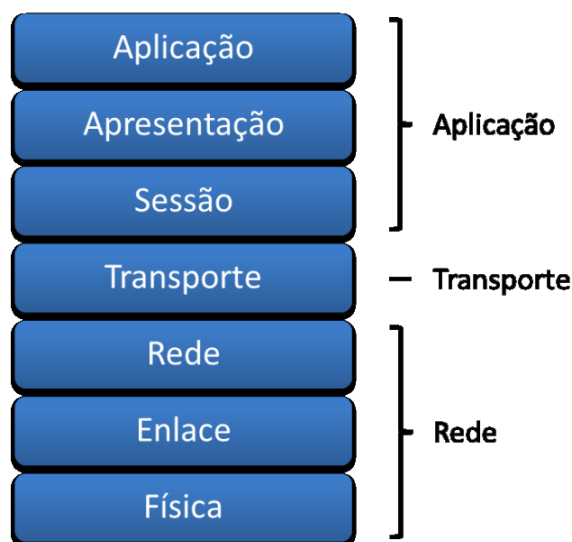 Aplicação
Apresentação
Aplicação
Sessão
Transporte
Transporte
Rede
Enlace
Rede
Física